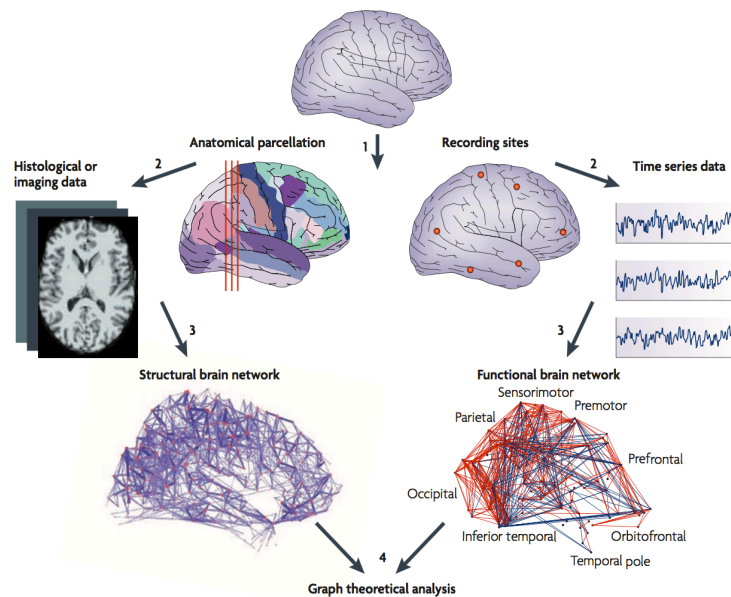 Anatomical parcellation
1
Recording sites
Histological or
imaging data
2
2
Time series data
3
3
Structural brain network
Functional brain network
Sensorimotor
Premotor
Parietal
Prefrontal
Occipital
Inferior temporal
Orbitofrontal
Temporal pole
4
Graph theoretical analysis